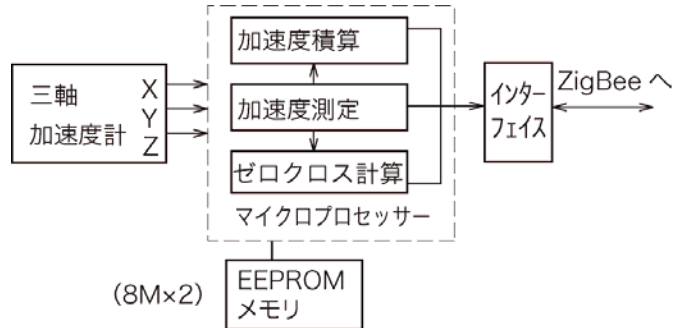 三軸
加速度計
X
Y
Z
加速度積算
加速度測定
ゼロクロス計算
マイクロプロセッサー
インター
フェイス
ZigBee へ
(8M×2)
EEPROM
メモリ